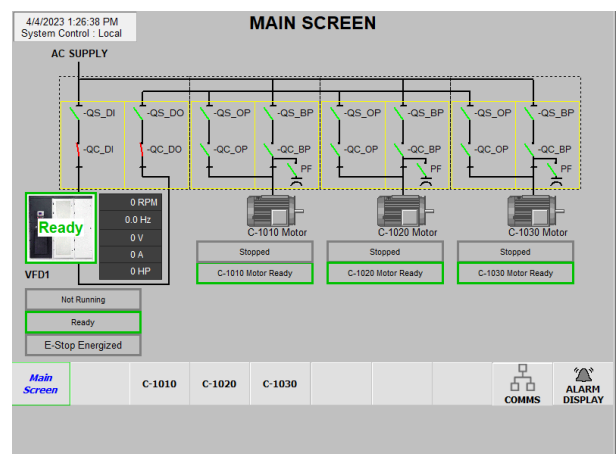 4/4/2023 1:26:38 PM
System Control : Local
MAIN SCREEN
AC SUPPLY
-QS_DI
-QS_DO
-QS_OP
-QS_BP
-QS_OP
-QS_BP
-QS_OP
-QS_BP
-QC_DI
-QC_DO
-QC_OP
-QC_BP
-QC_OP
-QC_BP
-QC_OP
-QC_BP
PF
PF
PF
Ready
0 RPM
0.0 Hz
0 V
0 A
0 HP
VFD1
C-1010 Motor
C-1020 Motor
C-1030 Motor
Stopped
Stopped
Stopped
C-1010 Motor Ready
C-1020 Motor Ready
C-1030 Motor Ready
Not Running
Ready
E-Stop Energized
Main
Screen
C-1010
C-1020
C-1030
COMMS
ALARM
DISPLAY